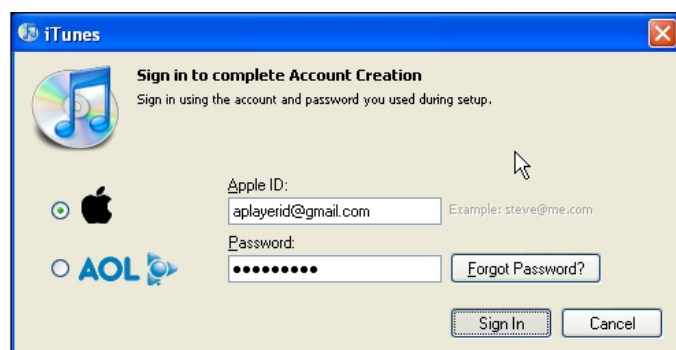 iTunes
Sign in to complete Account Creation
Sign in using the account and password you used during setup.
Apple ID:
aplayerid@gmail.com Example: steve@me.com
Password:
●●●●●●●●● Forgot Password?
AOL
Sign In Cancel